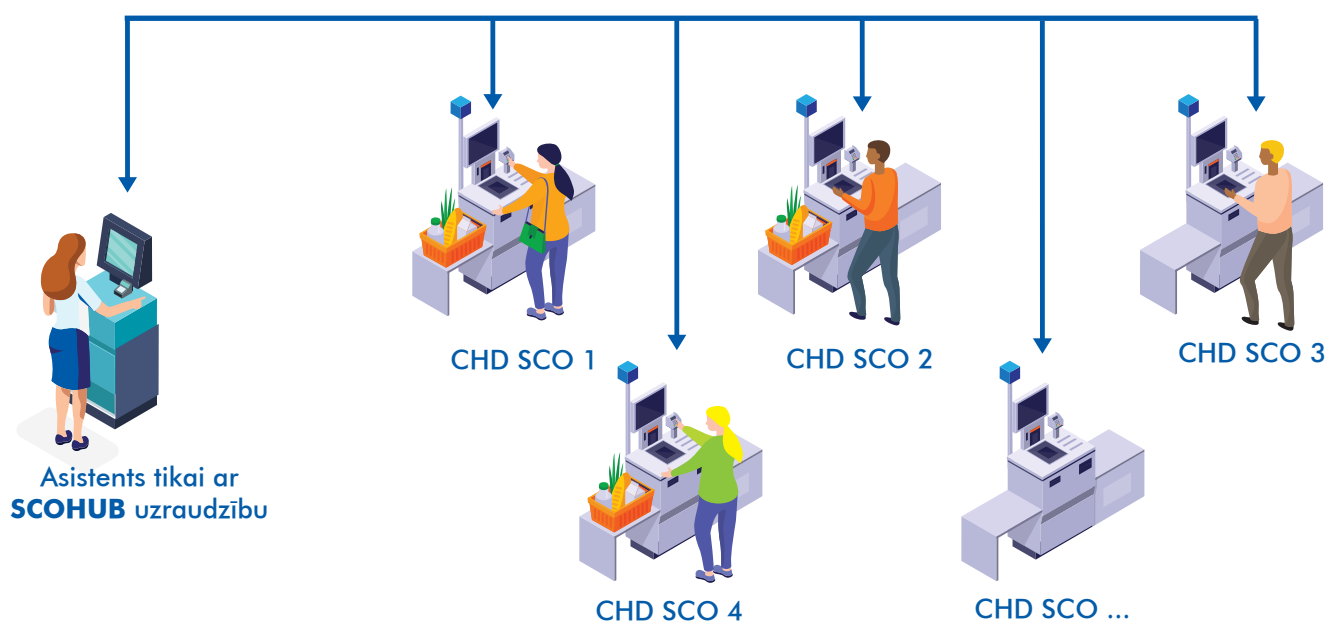 CHD SCO 1
CHD SCO 2
CHD SCO 3
Asistents tikai ar
SCOHUB uzraudzību
CHD SCO 4
CHD SCO ...